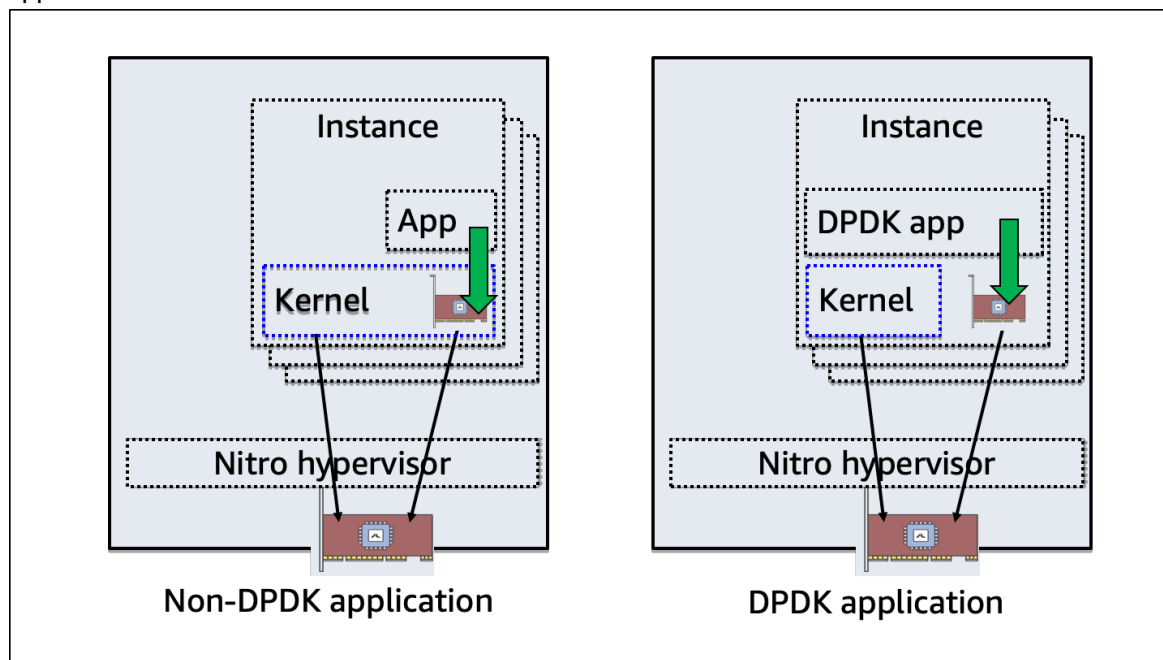 Instance
App
Kernel
Nitro hypervisor
Non-DPDK application
Instance
DPDK app
Kernel
Nitro hypervisor
DPDK application